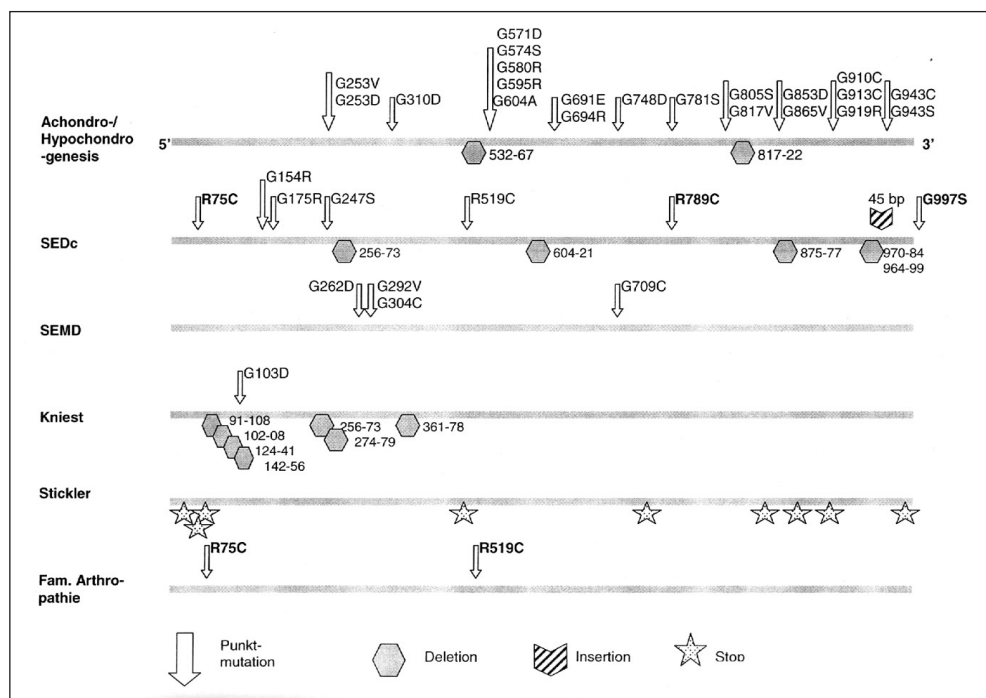 G571D
G574S
G580R
G595R
G604A
G253V
G253D
G310D
G691E
G694R
G748D
G781S
G805S
G817V
G853D
G865V
G910C
G913C
G919R
G943C
G943S
Achondro-/
Hypochondro
-genesis
5'
3'
532-67
817-22
G154R
R75C
G175R
G247S
R519C
R789C
45 bp
G997S
SEDc
256-73
604-21
875-77
970-84
964-99
G262D
G292V
G304C
G709C
SEMD
G103D
Kniest
91-108
102-08
124-41
142-56
256-73
274-79
361-78
Stickler
R75C
R519C
Fam. Arthro-
pathie
Punkt-
mutation
Deletion
Insertion
Stop